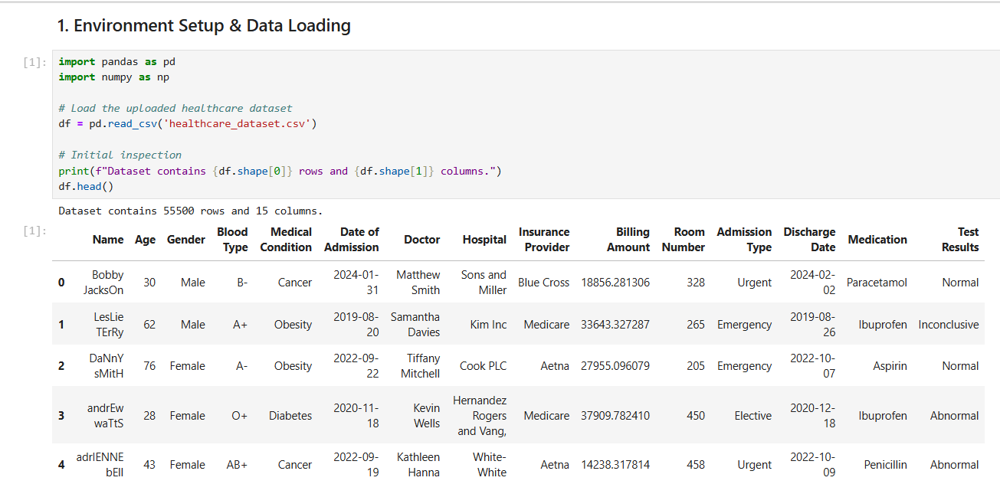 1. Environment Setup & Data Loading
[1]:
import pandas as pd
import numpy as np
# Load the uploaded healthcare dataset
df = pd.read_csv('healthcare_dataset.csv')
# Initial inspection
print(f"Dataset contains {df.shape[0]} rows and {df.shape[1]} columns.")
df.head()
Dataset contains 55500 rows and 15 columns.
[1]:
Name Age Gender Blood Type Medical Condition Date of Admission Doctor Hospital Insurance Provider Billing Amount Room Number Admission Type Discharge Date Medication Test Results
0 Bobby JacksOn 30 Male B- Cancer 2024-01-31 Matthew Smith Sons and Miller Blue Cross 18856.281306 328 Urgent 2024-02-02 Paracetamol Normal
1 LesLie TErRy 62 Male A+ Obesity 2019-08-20 Samantha Davies Kim Inc Medicare 33643.327287 265 Emergency 2019-08-26 Ibuprofen Inconclusive
2 DaNnY sMitH 76 Female A- Obesity 2022-09-22 Tiffany Mitchell Cook PLC Aetna 27955.096079 205 Emergency 2022-10-07 Aspirin Normal
3 andrEw waTtS 28 Female O+ Diabetes 2020-11-18 Kevin Wells Hernandez Rogers and Vang, Medicare 37909.782410 450 Elective 2020-12-18 Ibuprofen Abnormal
4 adrIENNE bEll 43 Female AB+ Cancer 2022-09-19 Kathleen Hanna White-White Aetna 14238.317814 458 Urgent 2022-10-09 Penicillin Abnormal